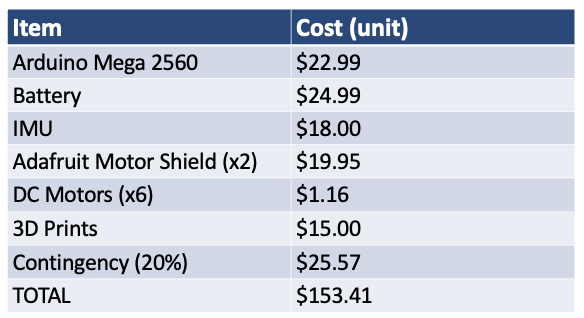 Item Cost (unit)
Arduino Mega 2560 $22.99
Battery $24.99
IMU $18.00
Adafruit Motor Shield (x2) $19.95
DC Motors (x6) $1.16
3D Prints $15.00
Contingency (20%) $25.57
TOTAL $153.41